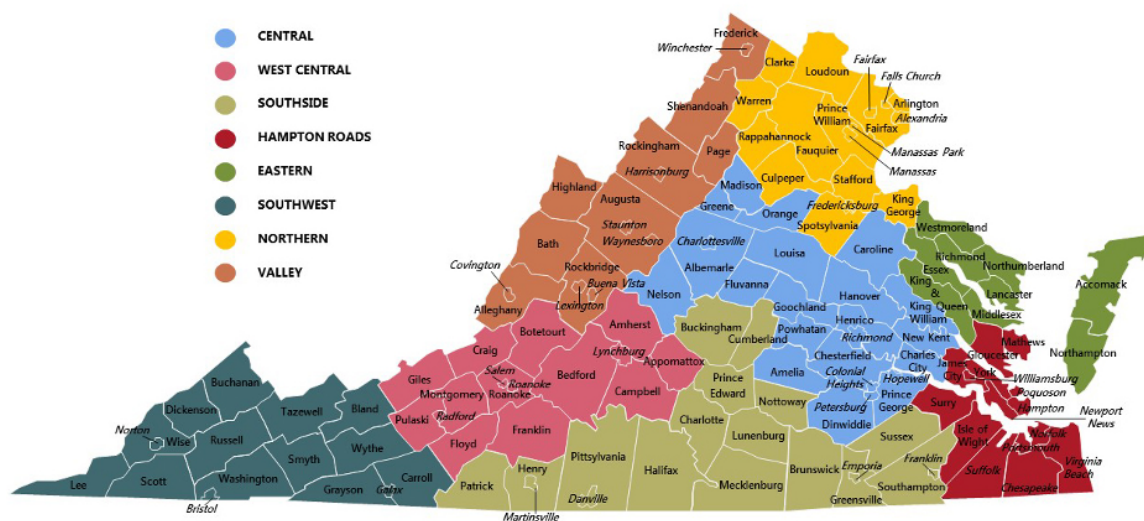 CENTRAL
WEST CENTRAL
SOUTHSIDE
HAMPTON ROADS
EASTERN
SOUTHWEST
NORTHERN
VALLEY
Frederick
Winchester
Clarke
Loudoun
Fairfax
Falls Church
Shenandoah
Warren
Prince
William
Arlington
Alexandria
Fairfax
Rappahannock
Fauquier
Manassas Park
Manassas
Rockingham
Page
Harrisonburg
Culpeper
Stafford
Highland
Madison
Augusta
Greene
Orange
Fredericksburg
Spotsylvania
King
George
Staunton
Waynesboro
Westmoreland
Bath
Charlottesville
Louisa
Caroline
Richmond
Northumberland
Essex
Covington
Rockbridge
Albemarle
Accomack
Buena Vista
Fluvanna
King
&
Queen
Lancaster
Alleghany
Lexington
Nelson
Goochland
Hanover
King
William
Middlesex
Botetourt
Amherst
Buckingham
Cumberland
Powhatan
Henrico
Richmond
New Kent
Mathews
Gloucester
Craig
Lynchburg
Appomattox
Chesterfield
Charles
City
James
City
York
Northampton
Giles
Salem
Roanoke
Roanoke
Bedford
Amelia
Colonial
Heights
Hopewell
Williamsburg
Poquoson
Buchanan
Montgomery
Campbell
Prince
Edward
Nottoway
Prince
George
Hampton
Newport
News
Dickenson
Tazewell
Bland
Pulaski
Radford
Franklin
Charlotte
Petersburg
Dinwiddie
Surry
Norton
Wise
Russell
Smyth
Wythe
Floyd
Lunenburg
Sussex
Isle of
Wight
Norfolk
Portsmouth
Lee
Scott
Washington
Grayson
Galax
Carroll
Patrick
Henry
Pittsylvania
Halifax
Mecklenburg
Brunswick
Emporia
Greensville
Franklin
Southampton
Suffolk
Chesapeake
Virginia
Beach
Bristol
Martinsville
Danville